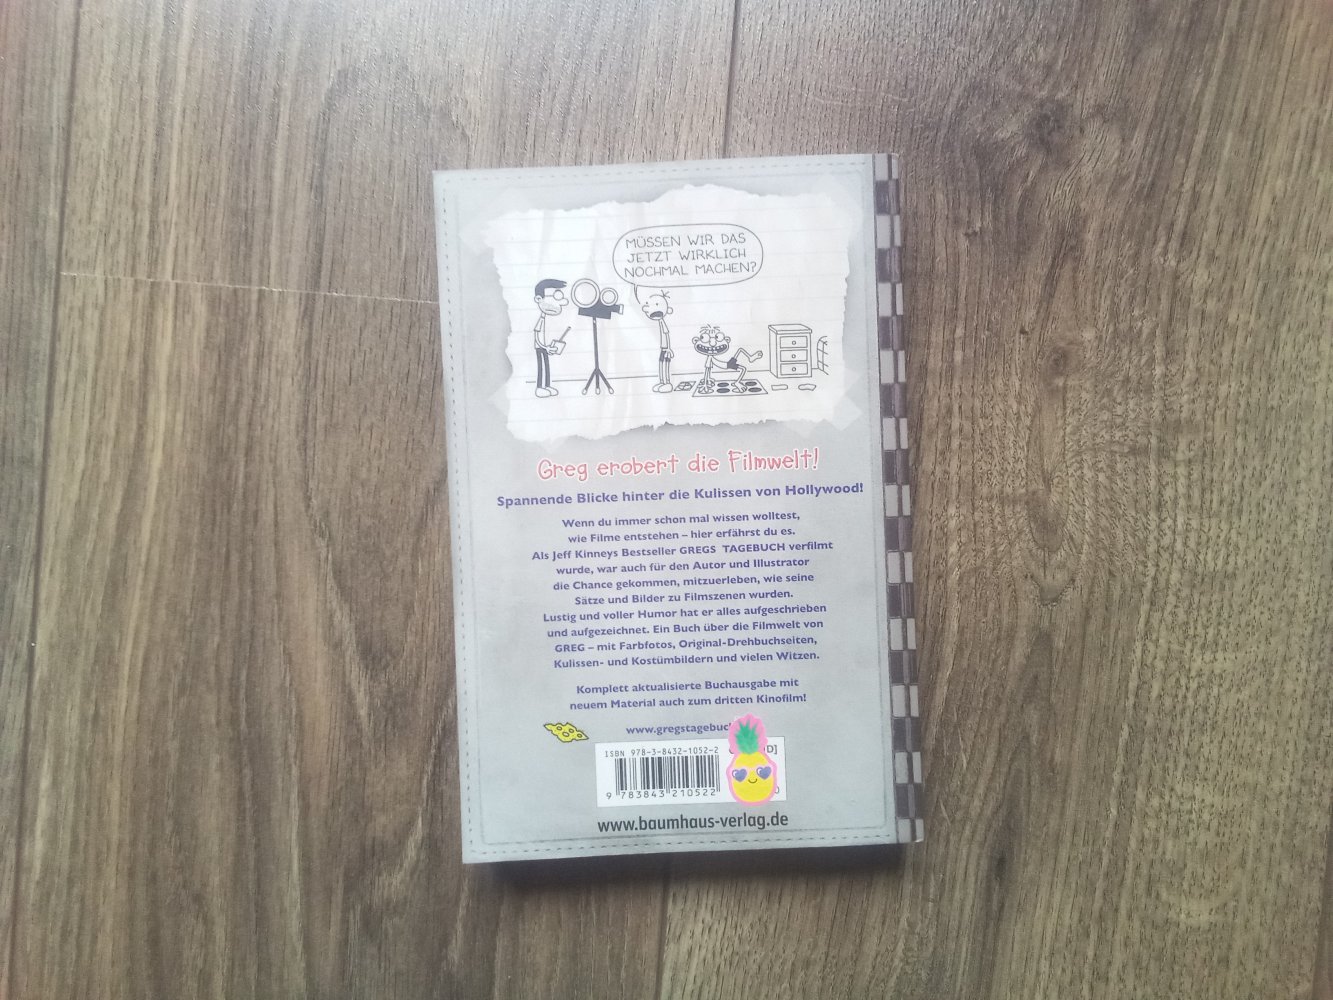 MÜSSEN WIR DAS
JETZT WIRKLICH
NOCHMAL MACHEN?
Greg erobert die Filmwelt!
Spannende Blicke hinter die Kulissen von Hollywood!
Wenn du immer schon mal wissen wolltest,
wie Filme entstehen – hier erfährst du es.
Als Jeff Kinneys Bestseller GREGS TAGEBUCH verfilmt
wurde, war auch für den Autor und Illustrator
die Chance gekommen, mitzuerleben, wie seine
Sätze und Bilder zu Filmszenen wurden.
Lustig und voller Humor hat er alles aufgeschrieben
und aufgezeichnet. Ein Buch über die Filmwelt von
GREG – mit Farbfotos, Original-Drehbuchseiten,
Kulissen- und Kostümbildern und vielen Witzen.
Komplett aktualisierte Buchausgabe mit
neuem Material auch zum dritten Kinofilm!
ISBN 978-3-8432-1052-2
9 783843 210522
www.baumhaus-verlag.de